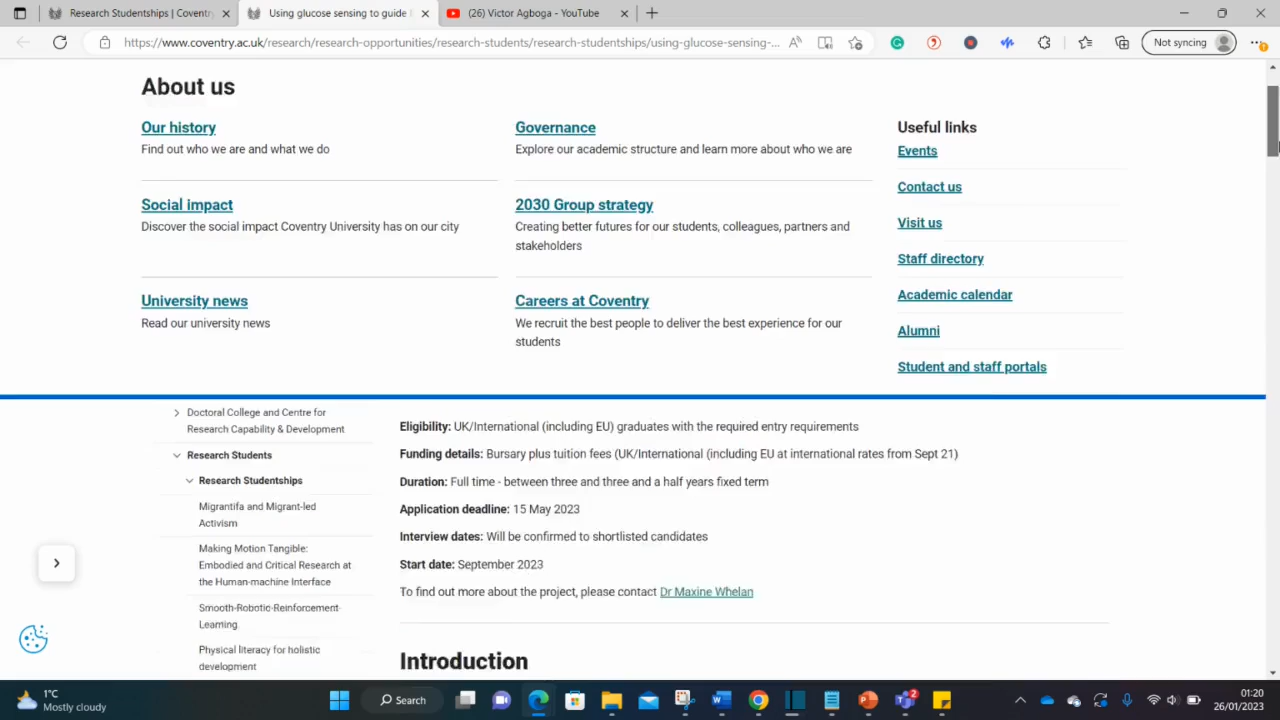 Research Studentships | Coventr
Using glucose sensing to guide
(26) Victor Agboga - YouTube
https://www.coventry.ac.uk/research/research-opportunities/research-students/research-studentships/using-glucose-sensing-...
Not syncing
About us
Our history
Find out who we are and what we do
Governance
Explore our academic structure and learn more about who we are
Useful links
Events
Contact us
Social impact
Discover the social impact Coventry University has on our city
2030 Group strategy
Creating better futures for our students, colleagues, partners and
stakeholders
Visit us
Staff directory
University news
Read our university news
Careers at Coventry
We recruit the best people to deliver the best experience for our
students
Academic calendar
Alumni
Student and staff portals
Doctoral College and Centre for
Research Capability & Development
Research Students
Research Studentships
Migrantifa and Migrant-led
Activism
Making Motion Tangible:
Embodied and Critical Research at
the Human-machine Interface
Smooth-Robotic-Reinforcement-
Learning
Physical literacy for holistic
development
Eligibility: UK/International (including EU) graduates with the required entry requirements
Funding details: Bursary plus tuition fees (UK/International (including EU at international rates from Sept 21)
Duration: Full time - between three and three and a half years fixed term
Application deadline: 15 May 2023
Interview dates: Will be confirmed to shortlisted candidates
Start date: September 2023
To find out more about the project, please contact Dr Maxine Whelan
Introduction
1°C
Mostly cloudy
Search
2
01:20
26/01/2023